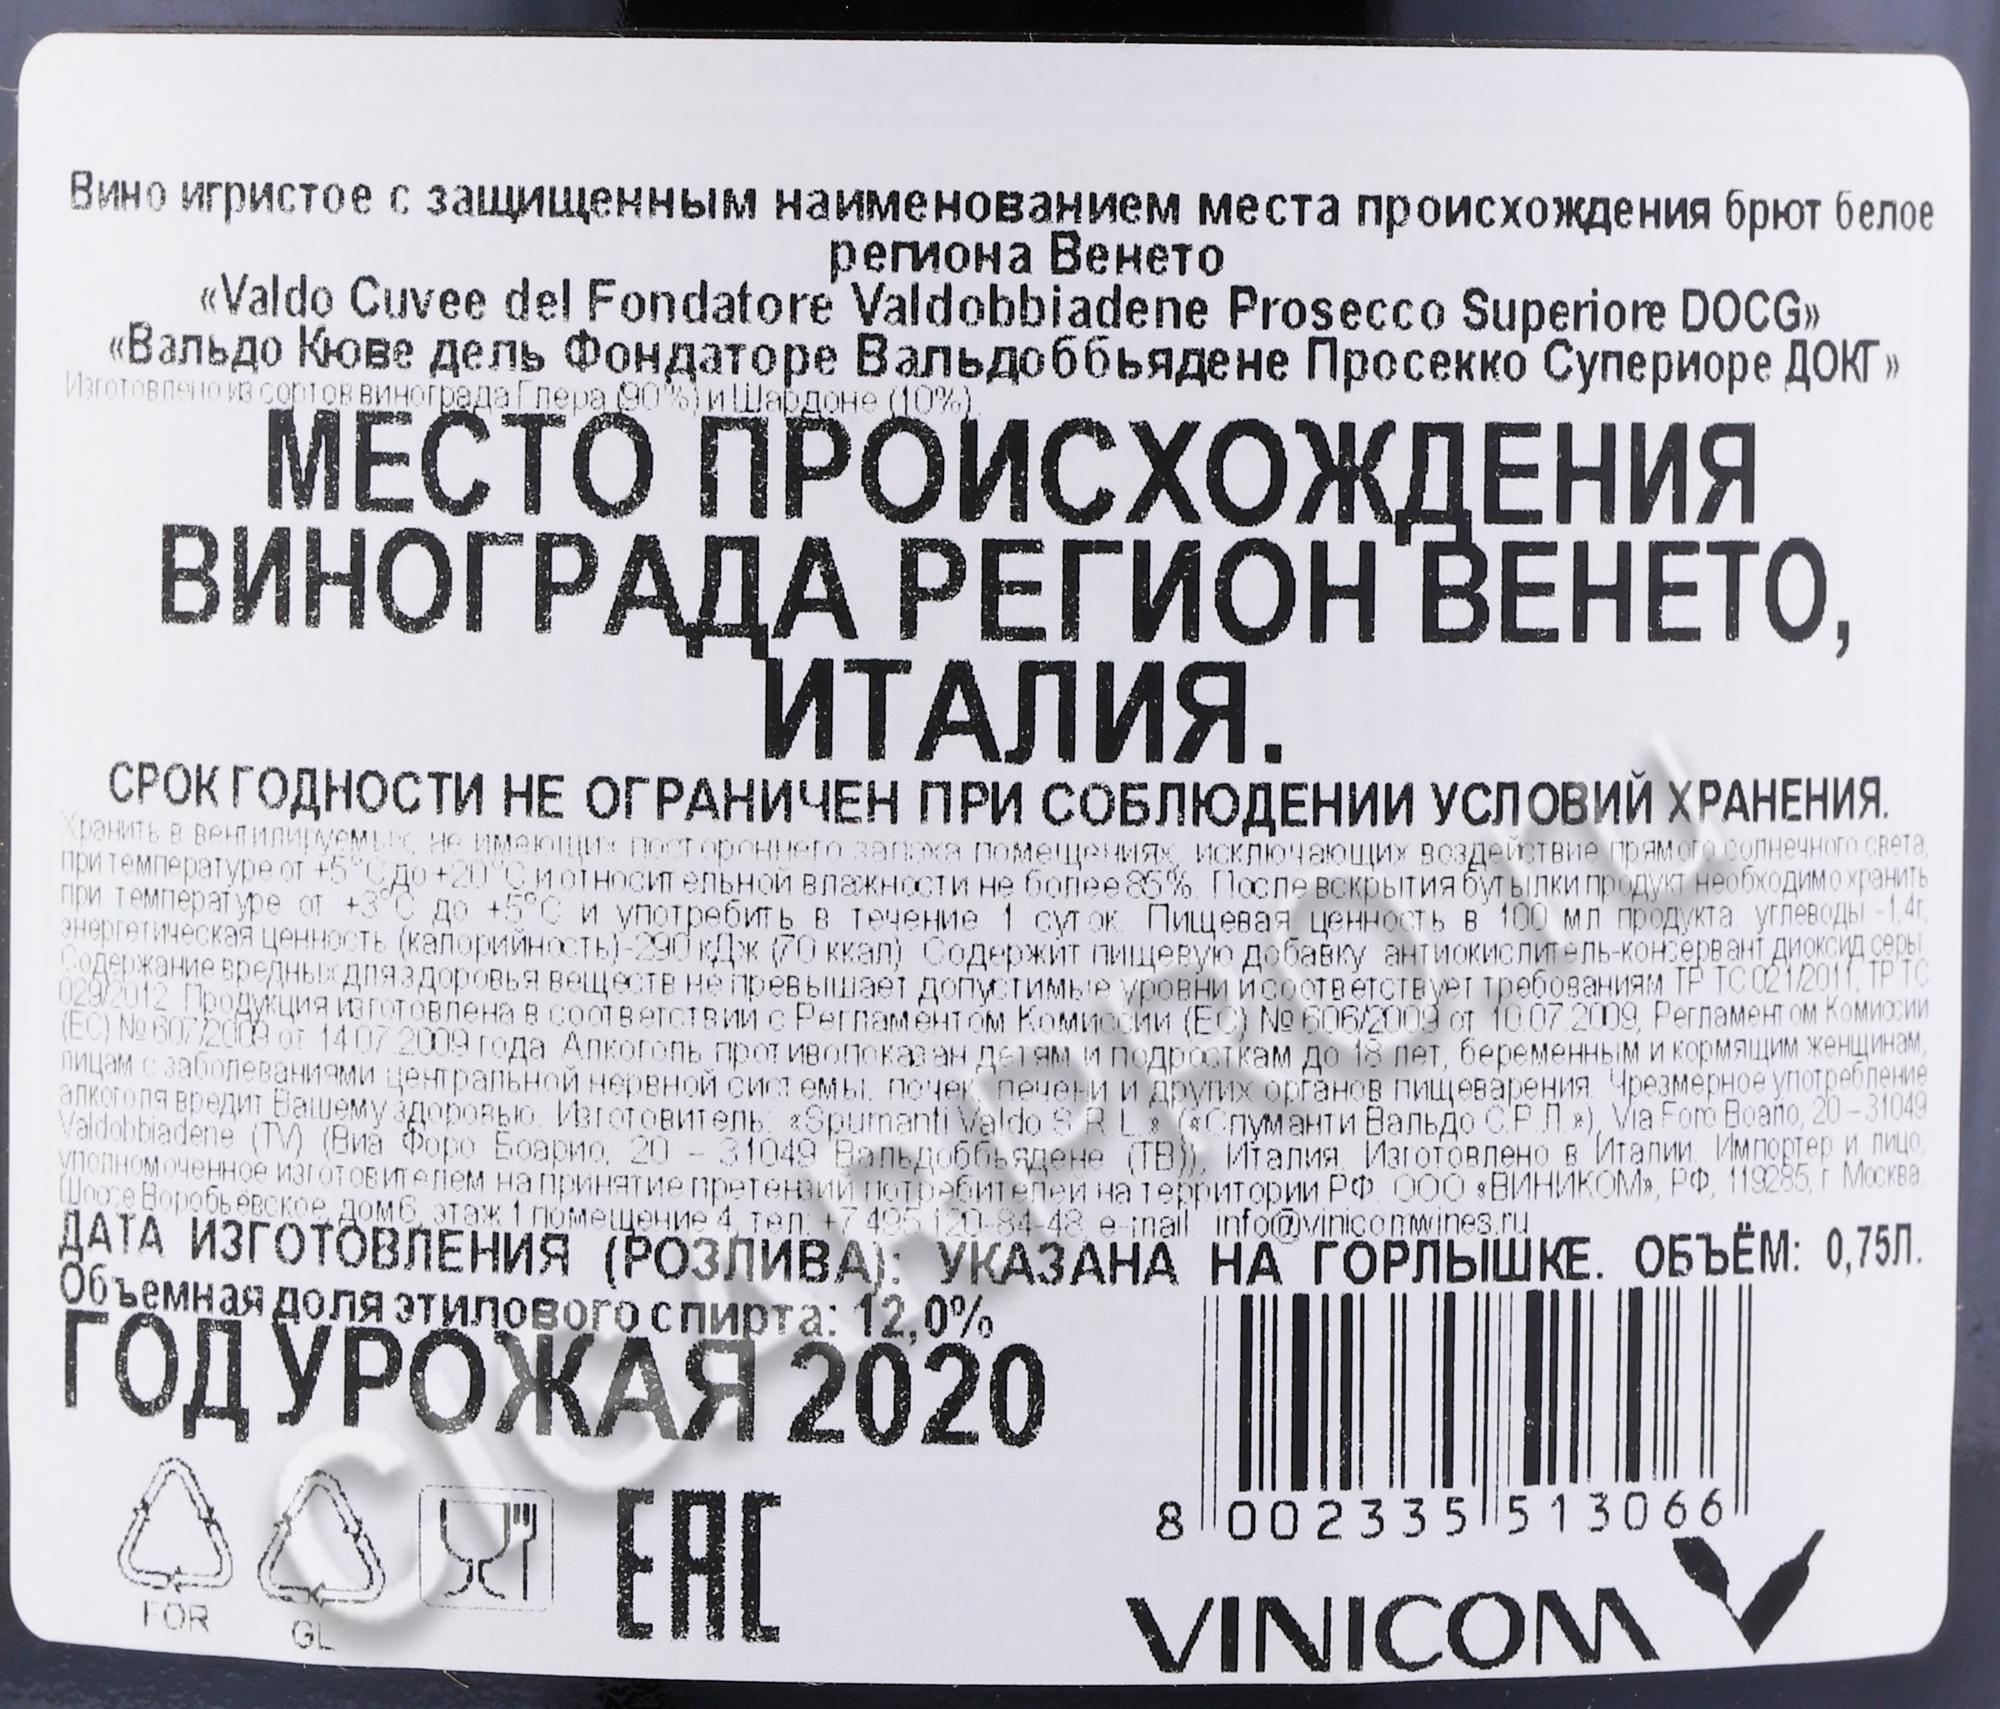 Вино игристое с защищенным наименованием места происхождения брют белое
региона Венето
«Valdo Cuvee del Fondatore Valdobbiadene Prosecco Superiore DOCG»
«Вальдо Кюве дель Фондаторе Вальдоббьядене Просекко Супериоре ДОКГ»
Изготовлено из сортов винограда Глера (90%) и Шардоне (10%).
МЕСТО ПРОИСХОЖДЕНИЯ
ВИНОГРАДА РЕГИОН ВЕНЕТО,
ИТАЛИЯ.
СРОК ГОДНОСТИ НЕ ОГРАНИЧЕН ПРИ СОБЛЮДЕНИИ УСЛОВИЙ ХРАНЕНИЯ.
Хранить в вентилируемых, не имеющих постороннего запаха помещениях, исключающих воздействие прямого солнечного света,
при температуре от +5°С до +20°С и относительной влажности не более 85%. После вскрытия бутылки продукт необходимо хранить
при температуре от +3°С до +5°С и употребить в течение 1 суток. Пищевая ценность в 100 мл продукта: углеводы -1,4г,
энергетическая ценность (калорийность)-290 кДж (70 ккал). Содержит пищевую добавку: антиокислитель-консервант диоксид серы.
Содержание вредных для здоровья веществ не превышает допустимые уровни и соответствует требованиям ТР ТС 021/2011, ТР ТС
029/2012. Продукция изготовлена в соответствии с Регламентом Комиссии (ЕС) №606/2009 от 10.07.2009, Регламентом Комиссии
(ЕС) №607/2009 от 14.07.2009 года. Алкоголь противопоказан детям и подросткам до 18 лет, беременным и кормящим женщинам,
лицам с заболеваниями центральной нервной системы, почек, печени и других органов пищеварения. Чрезмерное употребление
алкоголя вредит Вашему здоровью. Изготовитель: «Spumanti Valdo S.R.L.» («Спуманти Вальдо С.Р.Л.»), Via Foro Boario, 20 – 31049
Valdobbiadene (TV) (Виа Форо Боарио, 20 – 31049 Вальдоббьядене (ТВ)), Италия. Изготовлено в Италии. Импортер и лицо,
уполномоченное изготовителем на принятие претензий потребителей на территории РФ: ООО «ВИНИКОМ», РФ, 119285, г. Москва,
Шоссе Воробьёвское, дом 6, этаж 1 помещение 4, тел: +7 495 120-84-48, e-mail: info@vinicomwines.ru
ДАТА ИЗГОТОВЛЕНИЯ (РОЗЛИВА): УКАЗАНА НА ГОРЛЫШКЕ. ОБЪЁМ: 0,75Л.
Объемная доля этилового спирта: 12,0%
ГОД УРОЖАЯ 2020
FOR
GL
EAC
8 002335 513066
VINICOM
CIGARPRO.ru